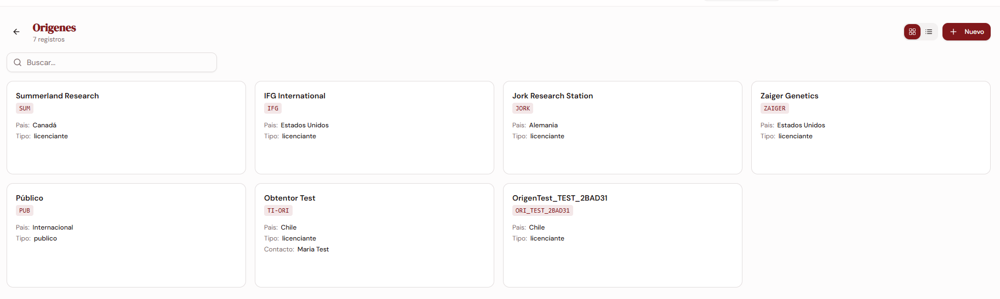 Origenes
7 registros
Nuevo
Buscar...
Summerland Research
SUM
Pais: Canadá
Tipo: licenciante
IFG International
IFG
Pais: Estados Unidos
Tipo: licenciante
Jork Research Station
JORK
Pais: Alemania
Tipo: licenciante
Zaiger Genetics
ZAIGER
Pais: Estados Unidos
Tipo: licenciante
Público
PUB
Pais: Internacional
Tipo: publico
Obtentor Test
TI-ORI
Pais: Chile
Tipo: licenciante
Contacto: Maria Test
OrigenTest_TEST_2BAD31
ORI_TEST_2BAD31
Pais: Chile
Tipo: licenciante